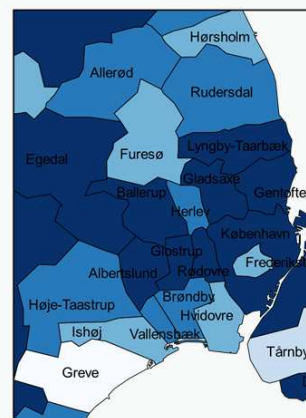 Hørsholm
Allerød
Rudersdal
Furesø
Lyngby-Taarbæk
Egedal
Gladsaxe
Ballerup
Gentofte
Herlev
København
Glostrup
Frederiksb
Albertslund
Rødovre
Brøndby
Høje-Taastrup
Hvidovre
Ishøj
Vallensbæk
Tårnby
Greve